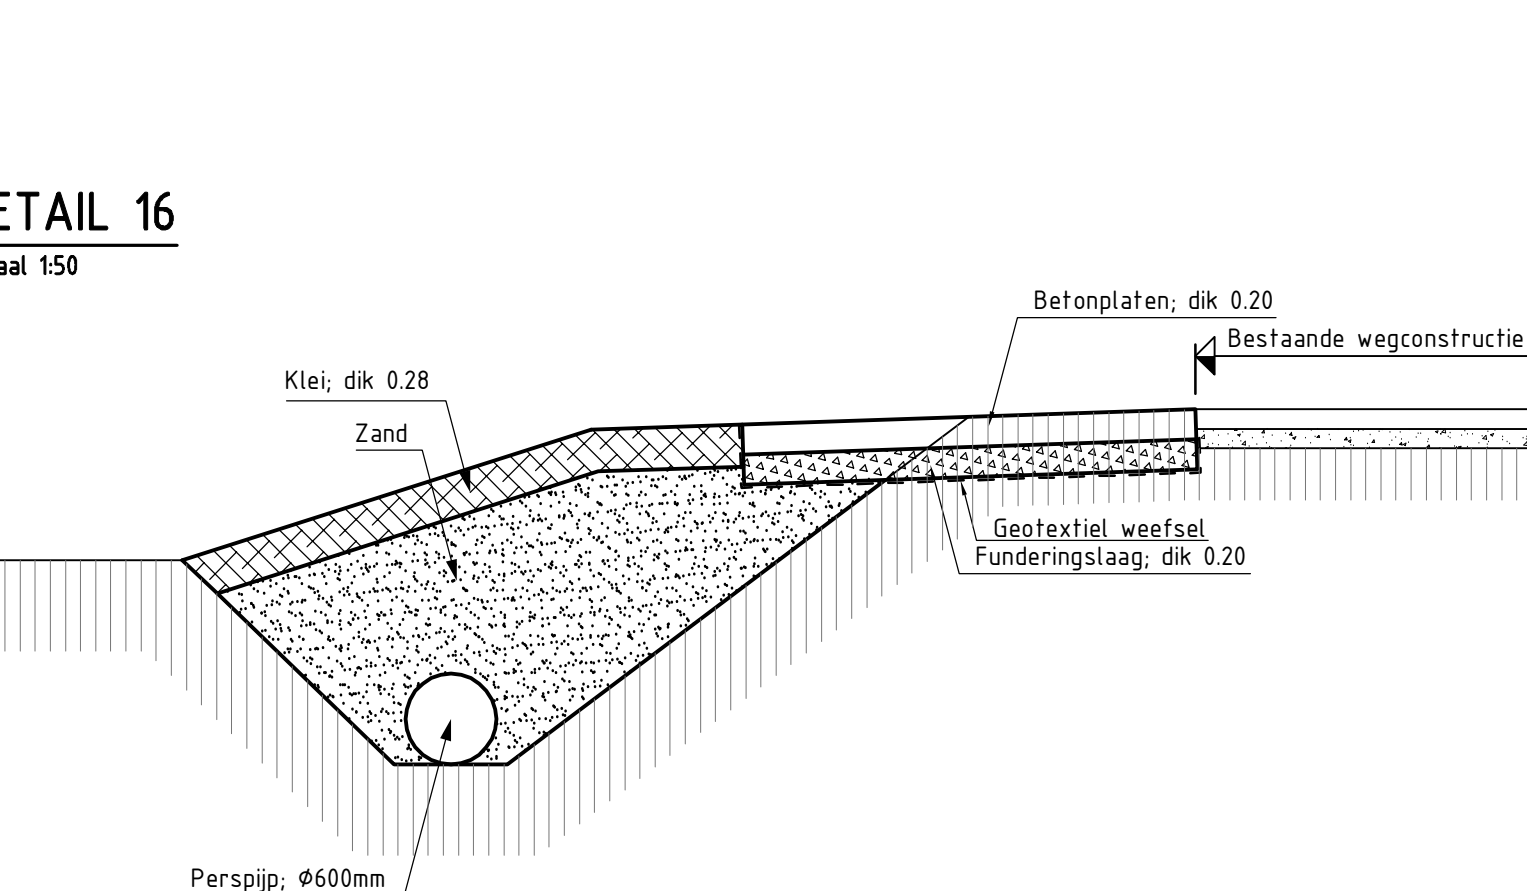 ETAIL 16
aal 1:50
Betonplaten; dik 0.20
Bestaande wegconstructie
Klei; dik 0.28
Zand
Geotextiel weefsel
Funderingslaag; dik 0.20
Perspijp; Ø600mm